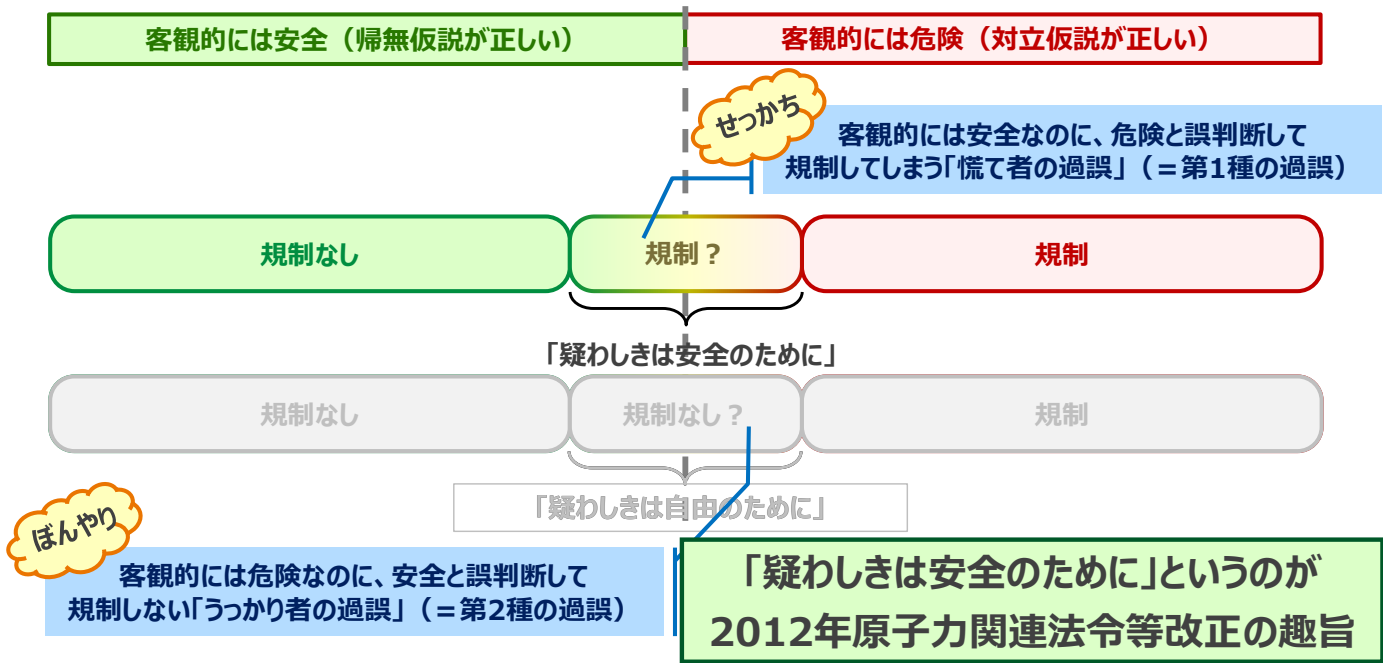 客観的には安全（帰無仮説が正しい）
客観的には危険（対立仮説が正しい）
せっかち
客観的には安全なのに、危険と誤判断して
規制してしまう「慌て者の過誤」（＝第1種の過誤）
規制なし
規制？
規制
「疑わしきは安全のために」
規制なし
規制なし？
規制
「疑わしきは自由のために」
ぼんやり
客観的には危険なのに、安全と誤判断して
規制しない「うっかり者の過誤」（＝第2種の過誤）
「疑わしきは安全のために」というのが
2012年原子力関連法令等改正の趣旨